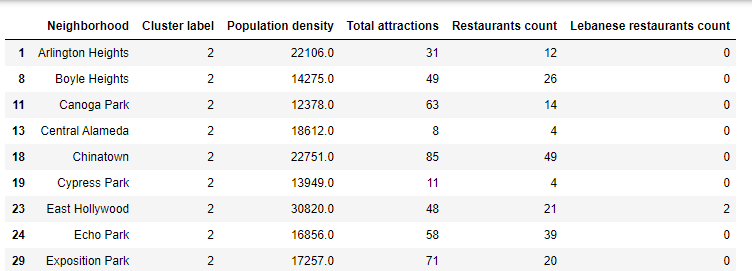 Neighborhood Cluster label Population density Total attractions Restaurants count Lebanese restaurants count
1 Arlington Heights 2 22106.0 31 12 0
8 Boyle Heights 2 14275.0 49 26 0
11 Canoga Park 2 12378.0 63 14 0
13 Central Alameda 2 18612.0 8 4 0
18 Chinatown 2 22751.0 85 49 0
19 Cypress Park 2 13949.0 11 4 0
23 East Hollywood 2 30820.0 48 21 2
24 Echo Park 2 16856.0 58 39 0
29 Exposition Park 2 17257.0 71 20 0